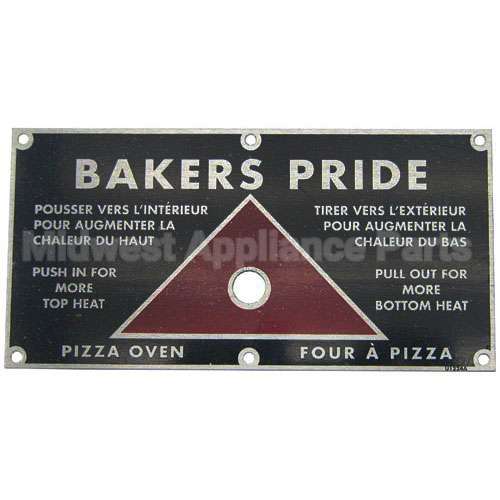 BAKERS PRIDE
POUSSER VERS L'INTÉRIEUR
POUR AUGMENTER LA
CHALEUR DU HAUT
PUSH IN FOR
MORE
TOP HEAT
TIRER VERS L'EXTÉRIEUR
POUR AUGMENTER LA
CHALEUR DU BAS
PULL OUT FOR
MORE
BOTTOM HEAT
PIZZA OVEN
FOUR À PIZZA
Midwest Appliance Parts